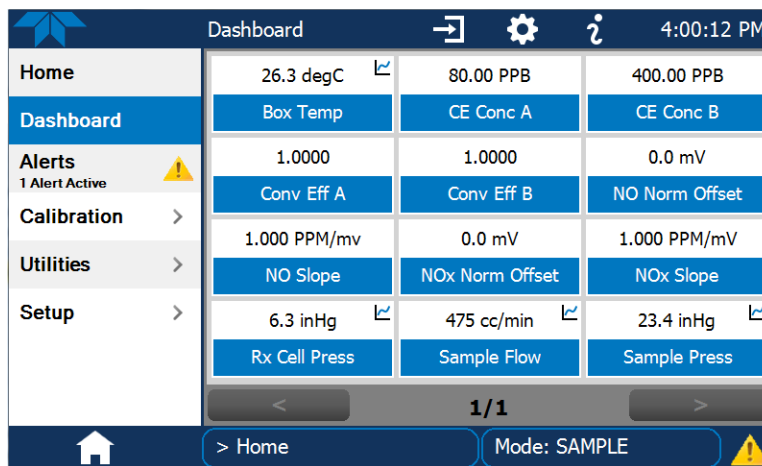 Dashboard
4:00:12 PM
Home
Dashboard
Alerts
1 Alert Active
Calibration
Utilities
Setup
26.3 degC
80.00 PPB
400.00 PPB
Box Temp
CE Conc A
CE Conc B
1.0000
1.0000
0.0 mV
Conv Eff A
Conv Eff B
NO Norm Offset
1.000 PPM/mv
0.0 mV
1.000 PPM/mV
NO Slope
NOx Norm Offset
NOx Slope
6.3 inHg
475 cc/min
23.4 inHg
Rx Cell Press
Sample Flow
Sample Press
<
1/1
>
> Home
Mode: SAMPLE